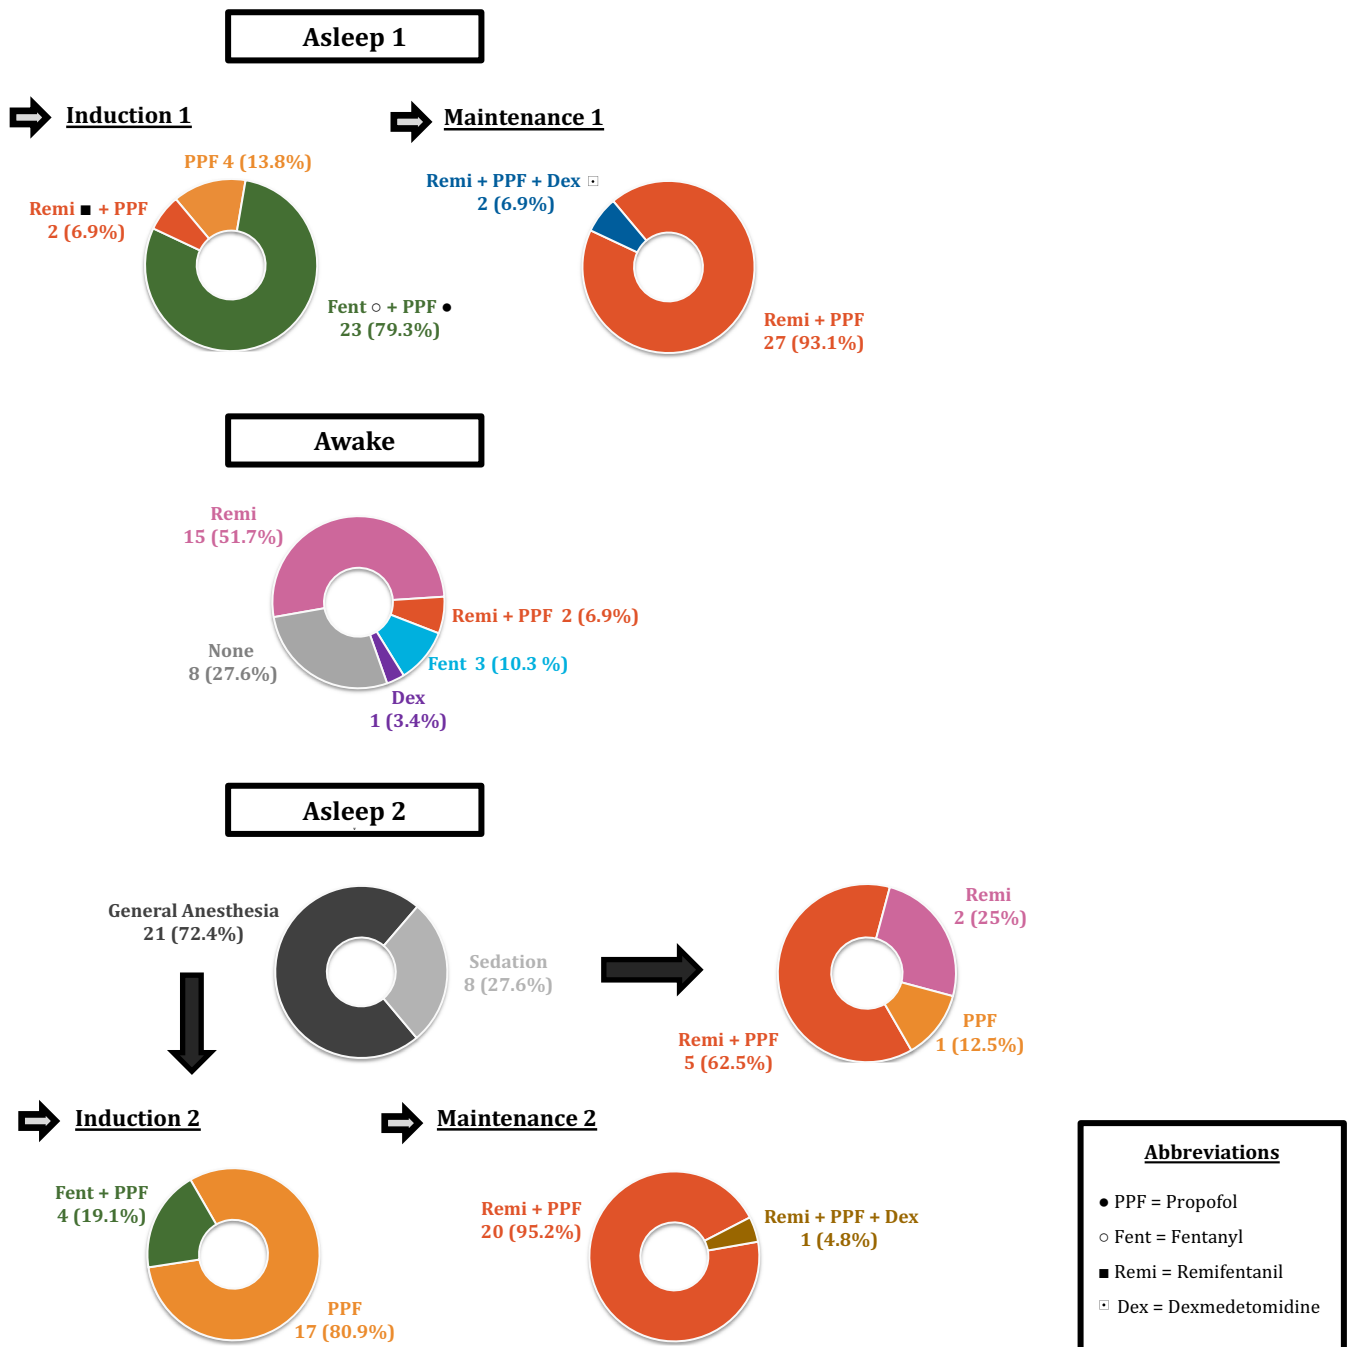 Asleep 1
Induction 1
Maintenance 1
PPF 4 (13.8%)
Remi ■ + PPF
2 (6.9%)
Fent ○ + PPF ●
23 (79.3%)
Remi + PPF + Dex ⊡
2 (6.9%)
Remi + PPF
27 (93.1%)
Awake
Remi
15 (51.7%)
Remi + PPF 2 (6.9%)
None
8 (27.6%)
Fent 3 (10.3 %)
Dex
1 (3.4%)
Asleep 2
General Anesthesia
21 (72.4%)
Sedation
8 (27.6%)
Remi
2 (25%)
PPF
1 (12.5%)
Remi + PPF
5 (62.5%)
Induction 2
Maintenance 2
Fent + PPF
4 (19.1%)
PPF
17 (80.9%)
Remi + PPF
20 (95.2%)
Remi + PPF + Dex
1 (4.8%)
Abbreviations
● PPF = Propofol
○ Fent = Fentanyl
■ Remi = Remifentanil
⊡ Dex = Dexmedetomidine